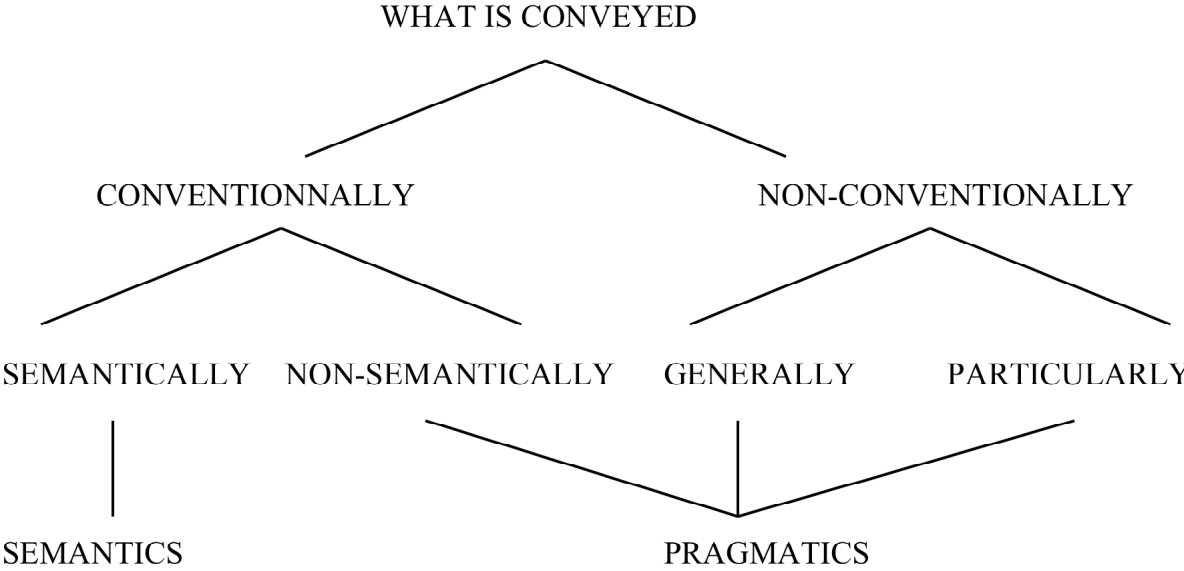 WHAT IS CONVEYED
CONVENTIONNALLY NON-CONVENTIONALLY
SEMANTICALLY NON-SEMANTICALLY GENERALLY PARTICULARLY
SEMANTICS PRAGMATICS